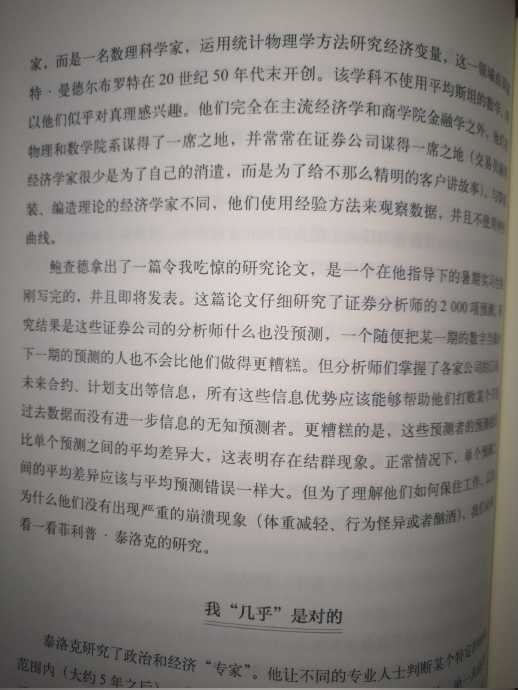 家，而是一名数理科学家，运用统计物理学方法研究经济变量，这一领域由
特·曼德尔布罗特在 20 世纪 50 年代末开创。该学科不使用平均斯坦的数学，
以他们似乎对真理感兴趣。他们完全在主流经济学和商学院金融学之外，他们
物理和数学院系谋得了一席之地，并常常在证券公司谋得一席之地（交易员雇
经济学家很少是为了自己的消遣，而是为了给不那么精明的客户讲故事）。与
装、编造理论的经济学家不同，他们使用经验方法来观察数据，并且不使用钟形
曲线。
鲍查德拿出了一篇令我吃惊的研究论文，是一个在他指导下的暑期实习生
刚写完的，并且即将发表。这篇论文仔细研究了证券分析师的 2 000 项预测，
究结果是这些证券公司的分析师什么也没预测，一个随便把某一期的数字当做
下一期的预测的人也不会比他们做得更糟糕。但分析师们掌握了各家公司的
未来合约、计划支出等信息，所有这些信息优势应该能够帮助他们打败某个
过去数据而没有进一步信息的无知预测者。更糟糕的是，这些预测者的预测错误
比单个预测之间的平均差异大，这表明存在结群现象。正常情况下，单个预测之
间的平均差异应该与平均预测错误一样大。但为了理解他们如何保住工作，以及
为什么他们没有出现严重的崩溃现象（体重减轻、行为怪异或者酗酒），我们
看一看菲利普·泰洛克的研究。
我“几乎”是对的
泰洛克研究了政治和经济“专家”。他让不同的专业人士判断某个特定
范围内（大约 5 年之后）